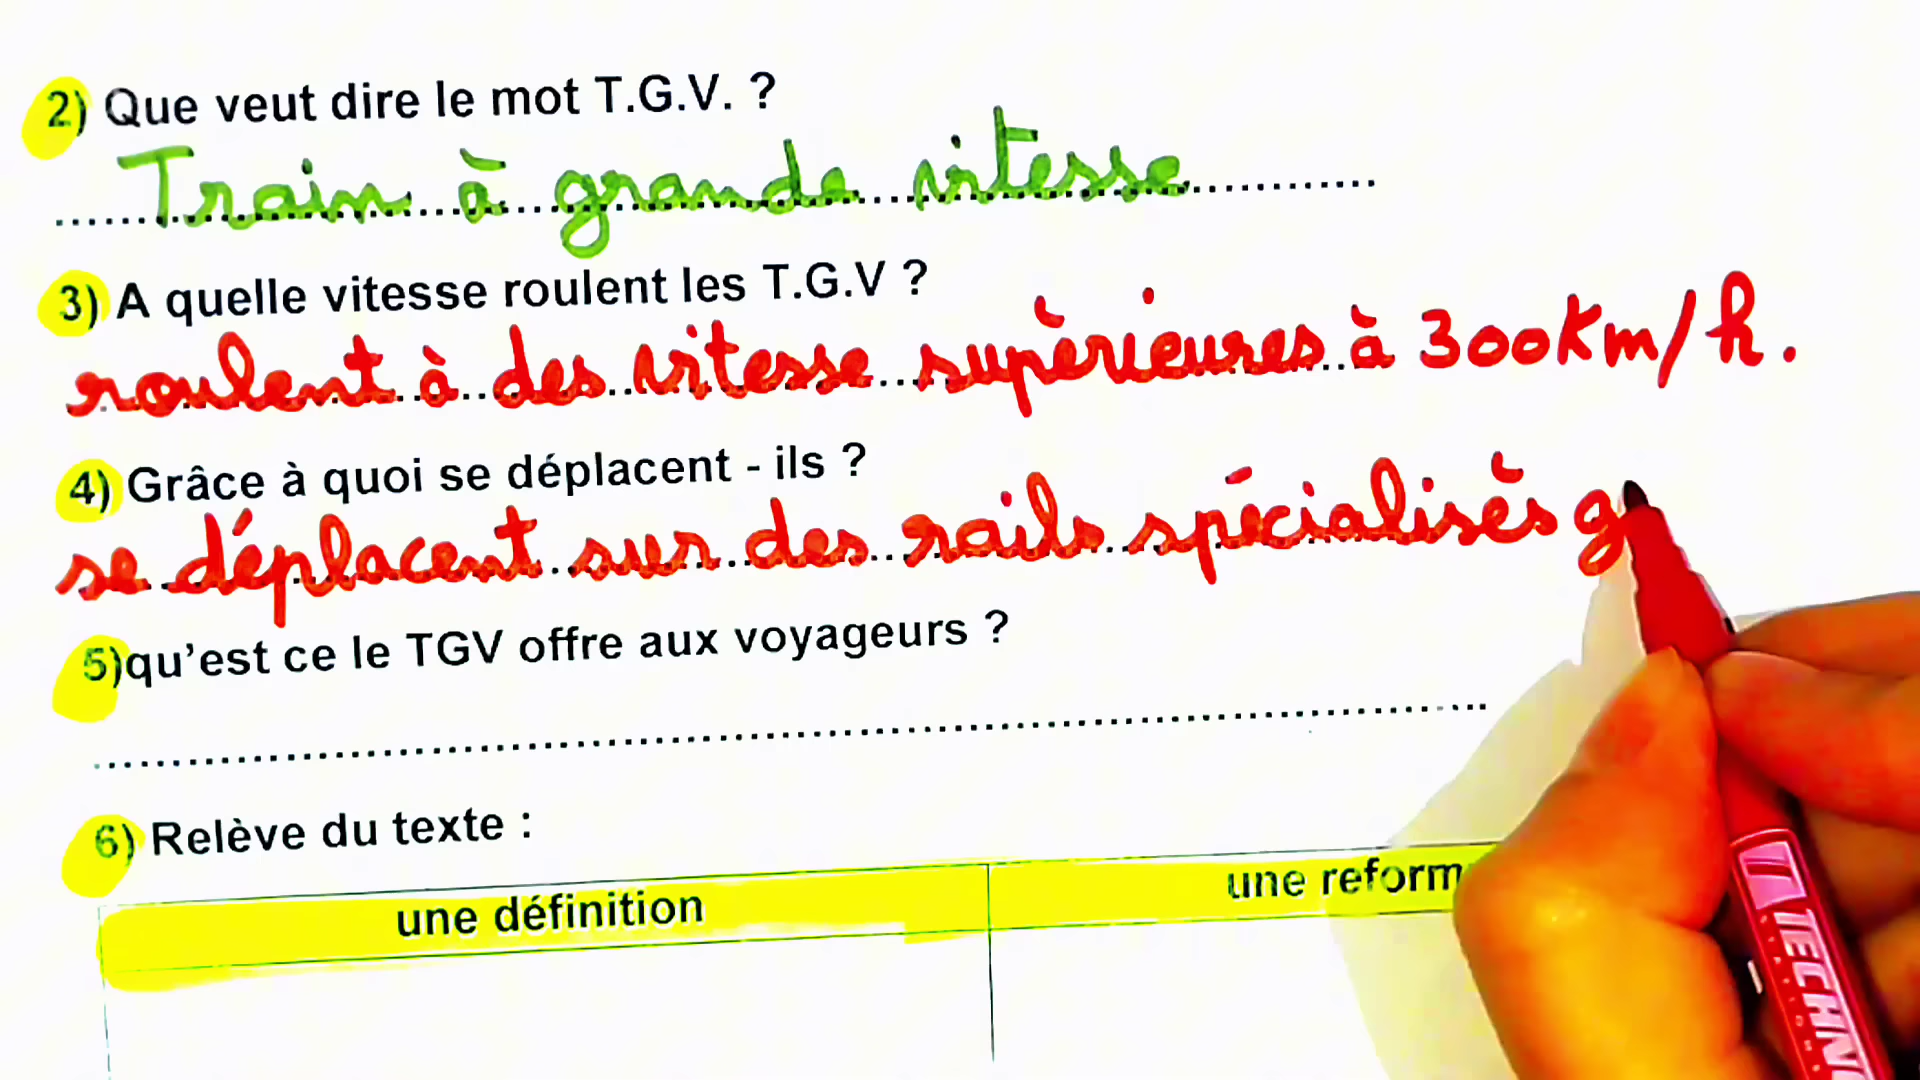 2) Que veut dire le mot T.G.V. ?
Train à grande vitesse
3) A quelle vitesse roulent les T.G.V ?
roulent à des vitesse supèrieures à 300km/h.
4) Grâce à quoi se déplacent - ils ?
se déplacent sur des rails spécialisès g
5)qu’est ce le TGV offre aux voyageurs ?
6) Relève du texte :
une définition
une reform
TECHN